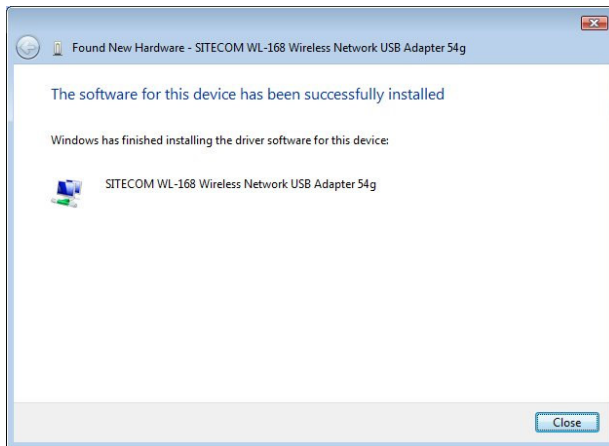 Found New Hardware - SITECOM WL-168 Wireless Network USB Adapter 54g
The software for this device has been successfully installed
Windows has finished installing the driver software for this device:
SITECOM WL-168 Wireless Network USB Adapter 54g
Close